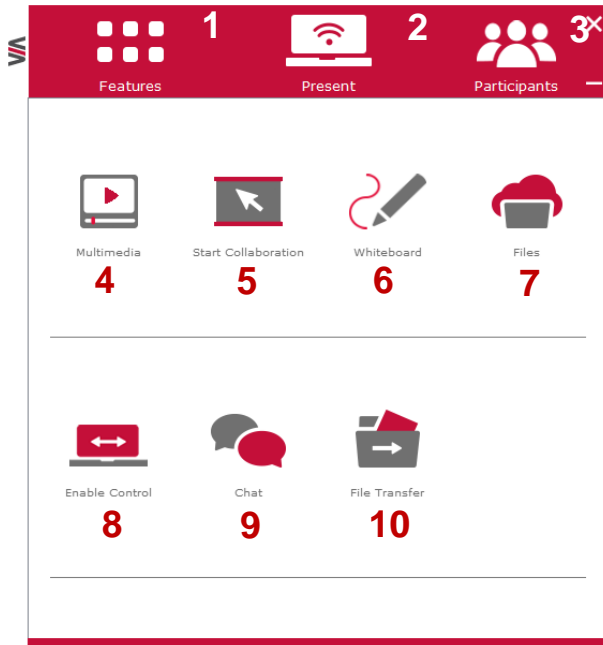 1 2 3
Features Present Participants
Multimedia Start Collaboration Whiteboard Files
4 5 6 7
Enable Control Chat File Transfer
8 9 10